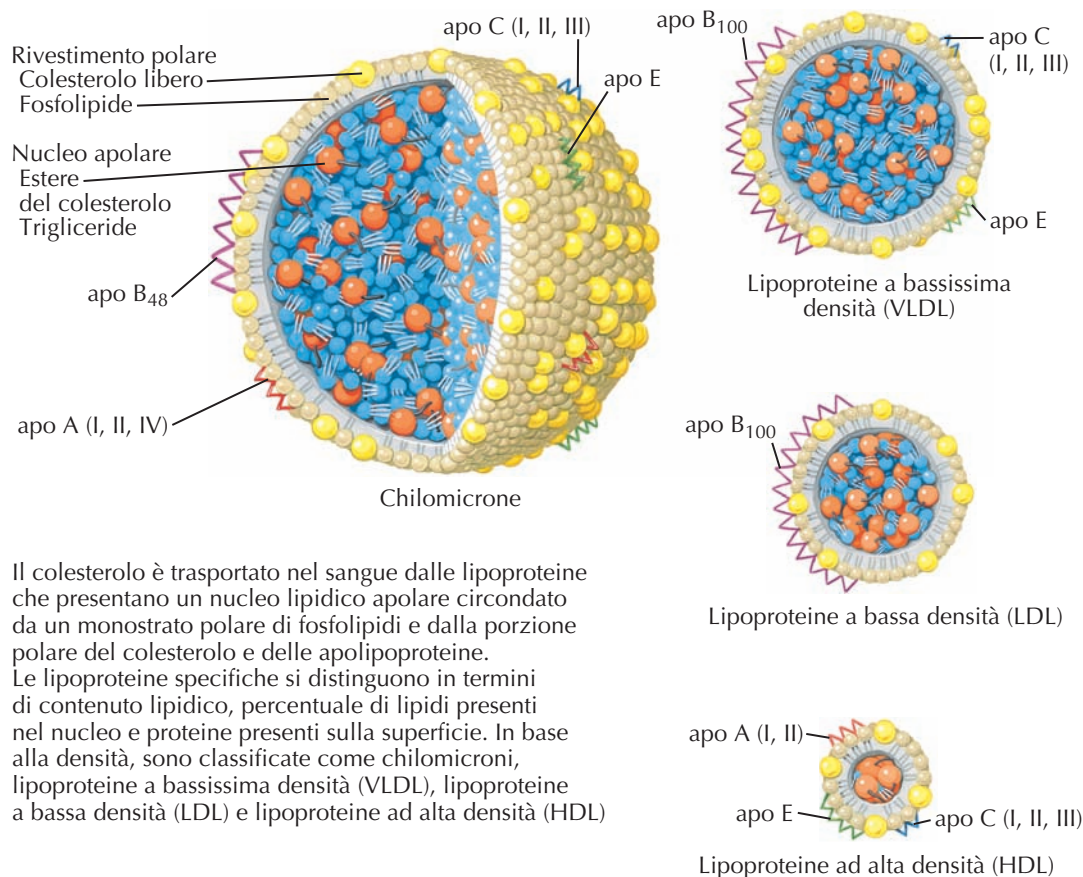 Rivestimento polare
Colesterolo libero
Fosfolipide
Nucleo apolare
Estere
del colesterolo
Trigliceride
apo B48
apo A (I, II, IV)
apo C (I, II, III)
apo E
Chilomicrone
apo B100
apo C
(I, II, III)
apo E
Lipoproteine a bassissima
densità (VLDL)
apo B100
Lipoproteine a bassa densità (LDL)
apo A (I, II)
apo E
apo C (I, II, III)
Lipoproteine ad alta densità (HDL)
Il colesterolo è trasportato nel sangue dalle lipoproteine
che presentano un nucleo lipidico apolare circondato
da un monostrato polare di fosfolipidi e dalla porzione
polare del colesterolo e delle apolipoproteine.
Le lipoproteine specifiche si distinguono in termini
di contenuto lipidico, percentuale di lipidi presenti
nel nucleo e proteine presenti sulla superficie. In base
alla densità, sono classificate come chilomicroni,
lipoproteine a bassissima densità (VLDL), lipoproteine
a bassa densità (LDL) e lipoproteine ad alta densità (HDL)